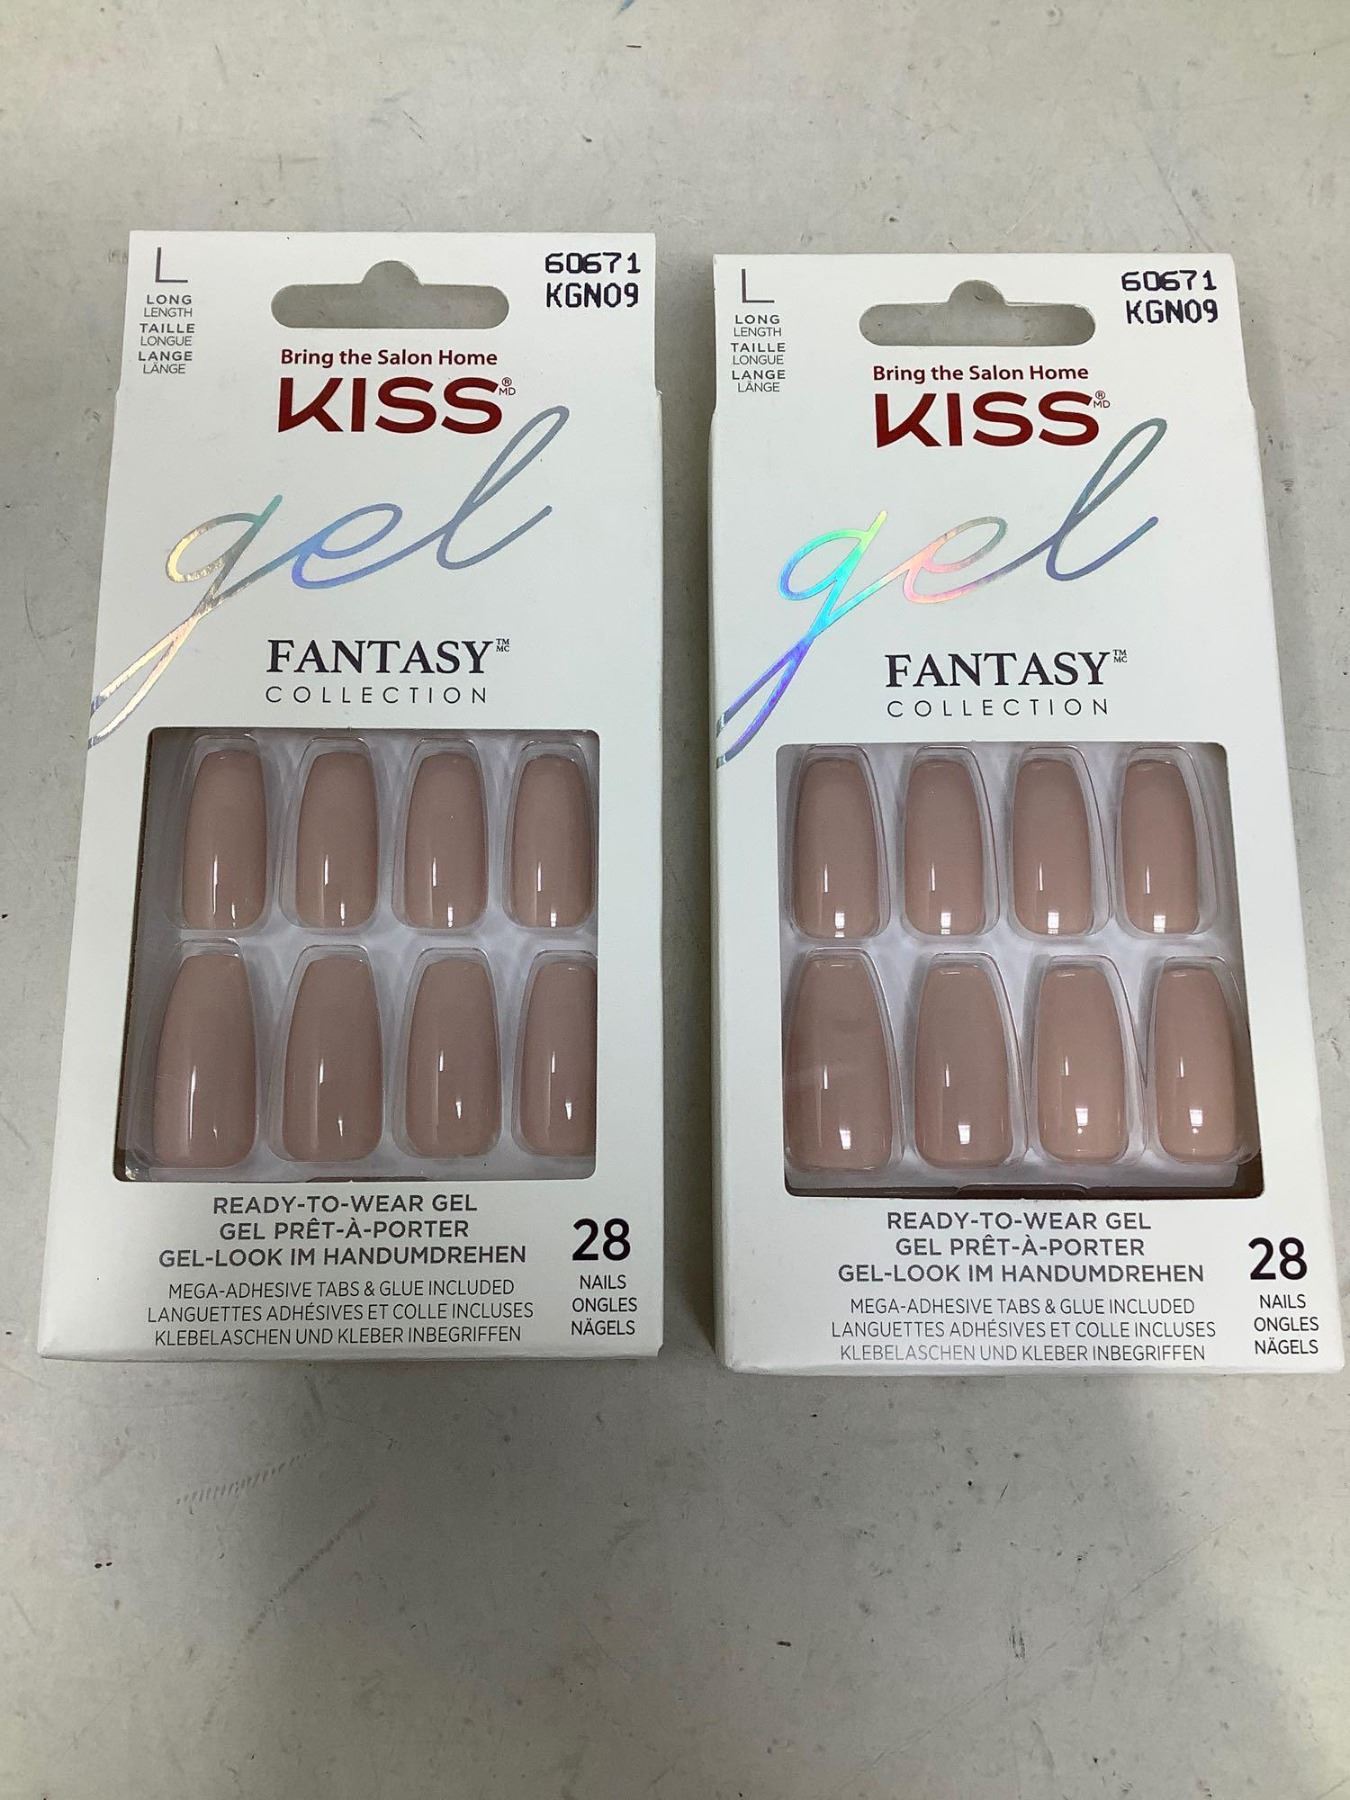 L
LONG
LENGTH
TAILLE
LONGUE
LANGE
LÄNGE
60671
KGN09
Bring the Salon Home
KISS® MD
gel
FANTASY™ MC
COLLECTION
READY-TO-WEAR GEL
GEL PRÊT-À-PORTER
GEL-LOOK IM HANDUMDREHEN
MEGA-ADHESIVE TABS & GLUE INCLUDED
LANGUETTES ADHÉSIVES ET COLLE INCLUSES
KLEBELASCHEN UND KLEBER INBEGRIFFEN
28
NAILS
ONGLES
NÄGELS
L
LONG
LENGTH
TAILLE
LONGUE
LANGE
LÄNGE
60671
KGN09
Bring the Salon Home
KISS® MD
gel
FANTASY™ MC
COLLECTION
READY-TO-WEAR GEL
GEL PRÊT-À-PORTER
GEL-LOOK IM HANDUMDREHEN
MEGA-ADHESIVE TABS & GLUE INCLUDED
LANGUETTES ADHÉSIVES ET COLLE INCLUSES
KLEBELASCHEN UND KLEBER INBEGRIFFEN
28
NAILS
ONGLES
NÄGELS